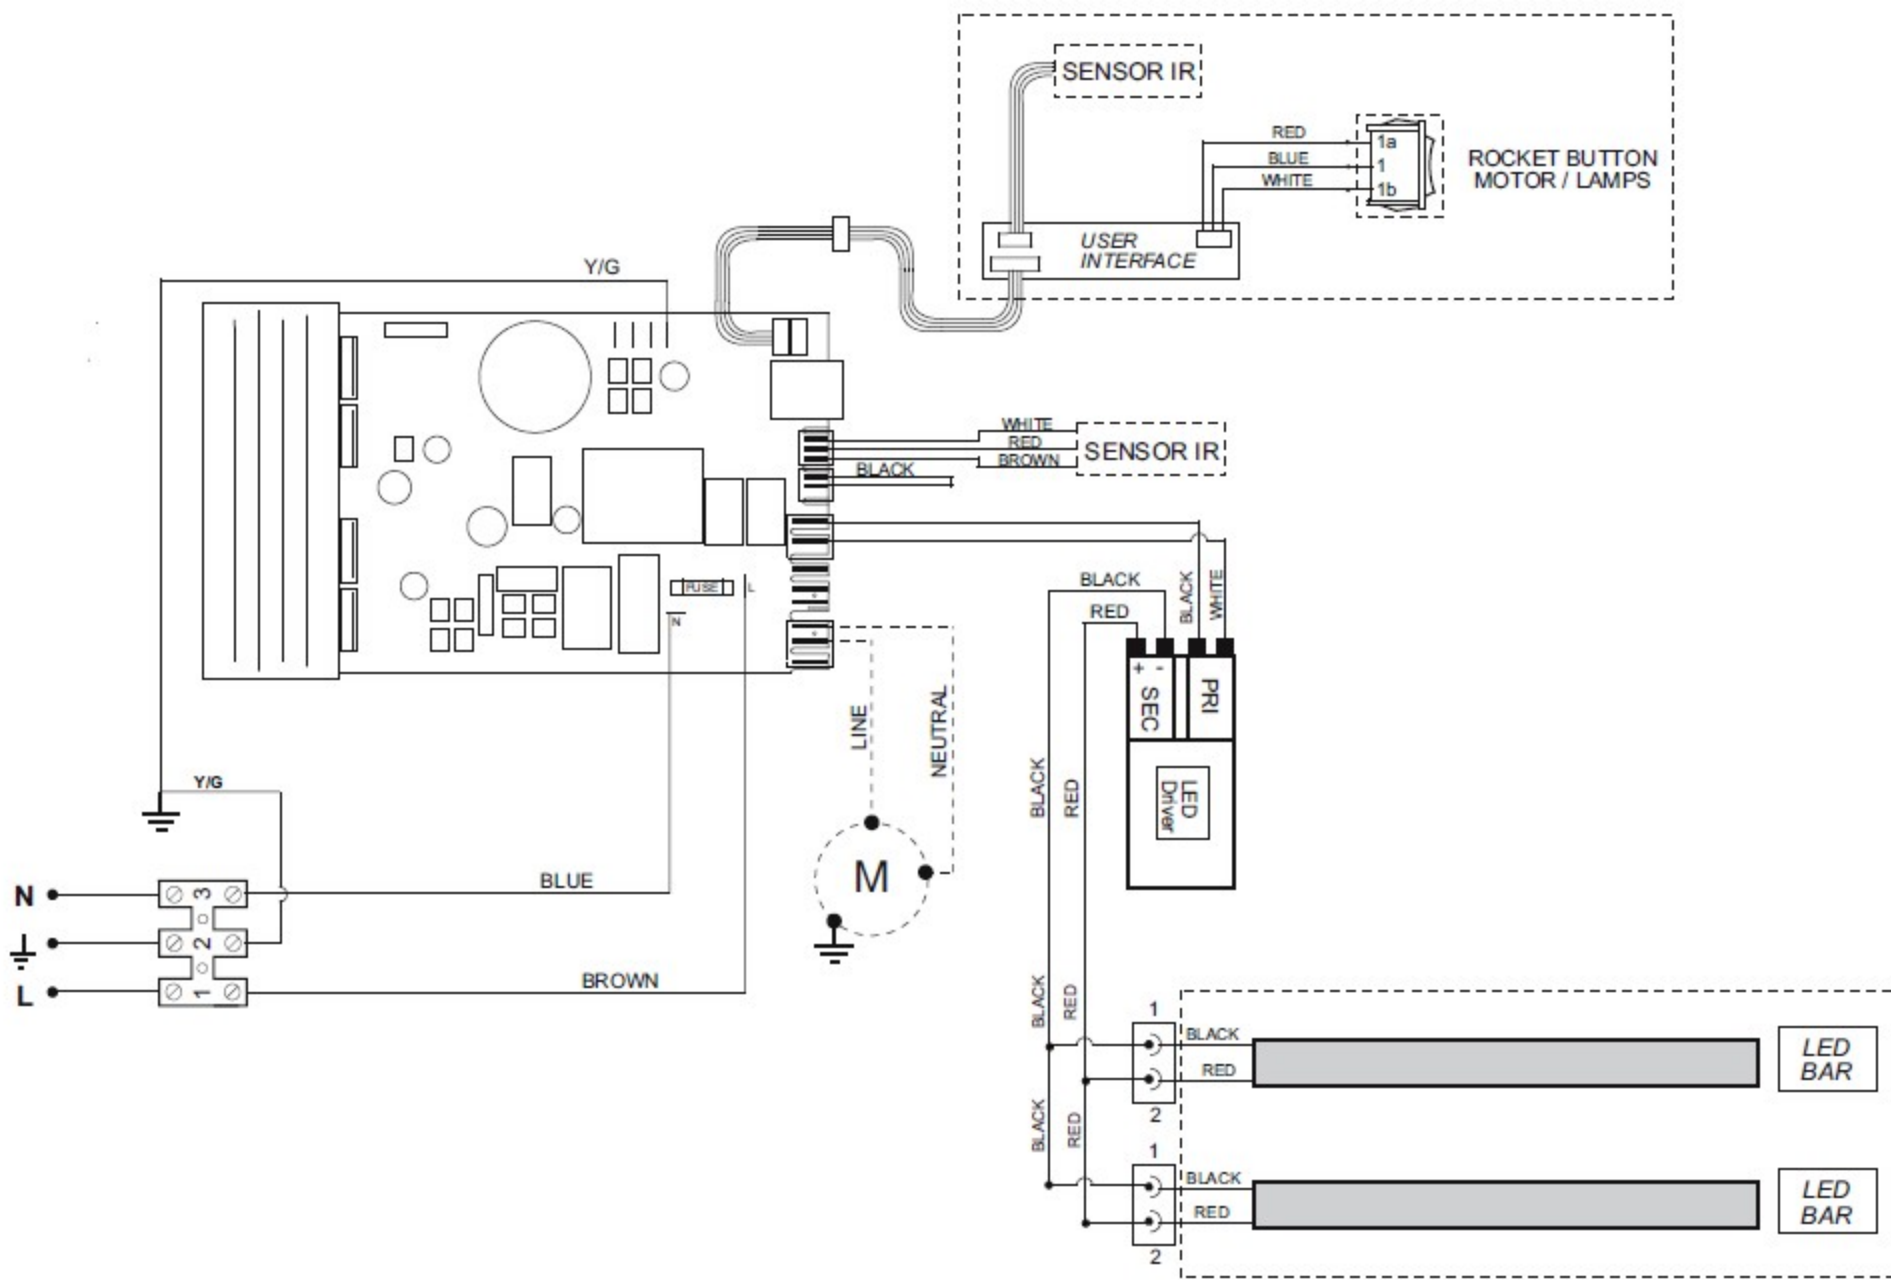 SENSOR IR
RED
1a
BLUE
1
WHITE
1b
ROCKET BUTTON
MOTOR / LAMPS
USER
INTERFACE
Y/G
WHITE
RED
BROWN
SENSOR IR
BLACK
FUSE
L
N
BLACK
RED
BLACK
WHITE
+
-
SEC
PRI
LED
Driver
LINE
NEUTRAL
BLACK
RED
Y/G
M
N
3
BLUE
2
L
1
BROWN
BLACK
RED
1
BLACK
RED
2
LED
BAR
BLACK
RED
1
BLACK
RED
2
LED
BAR